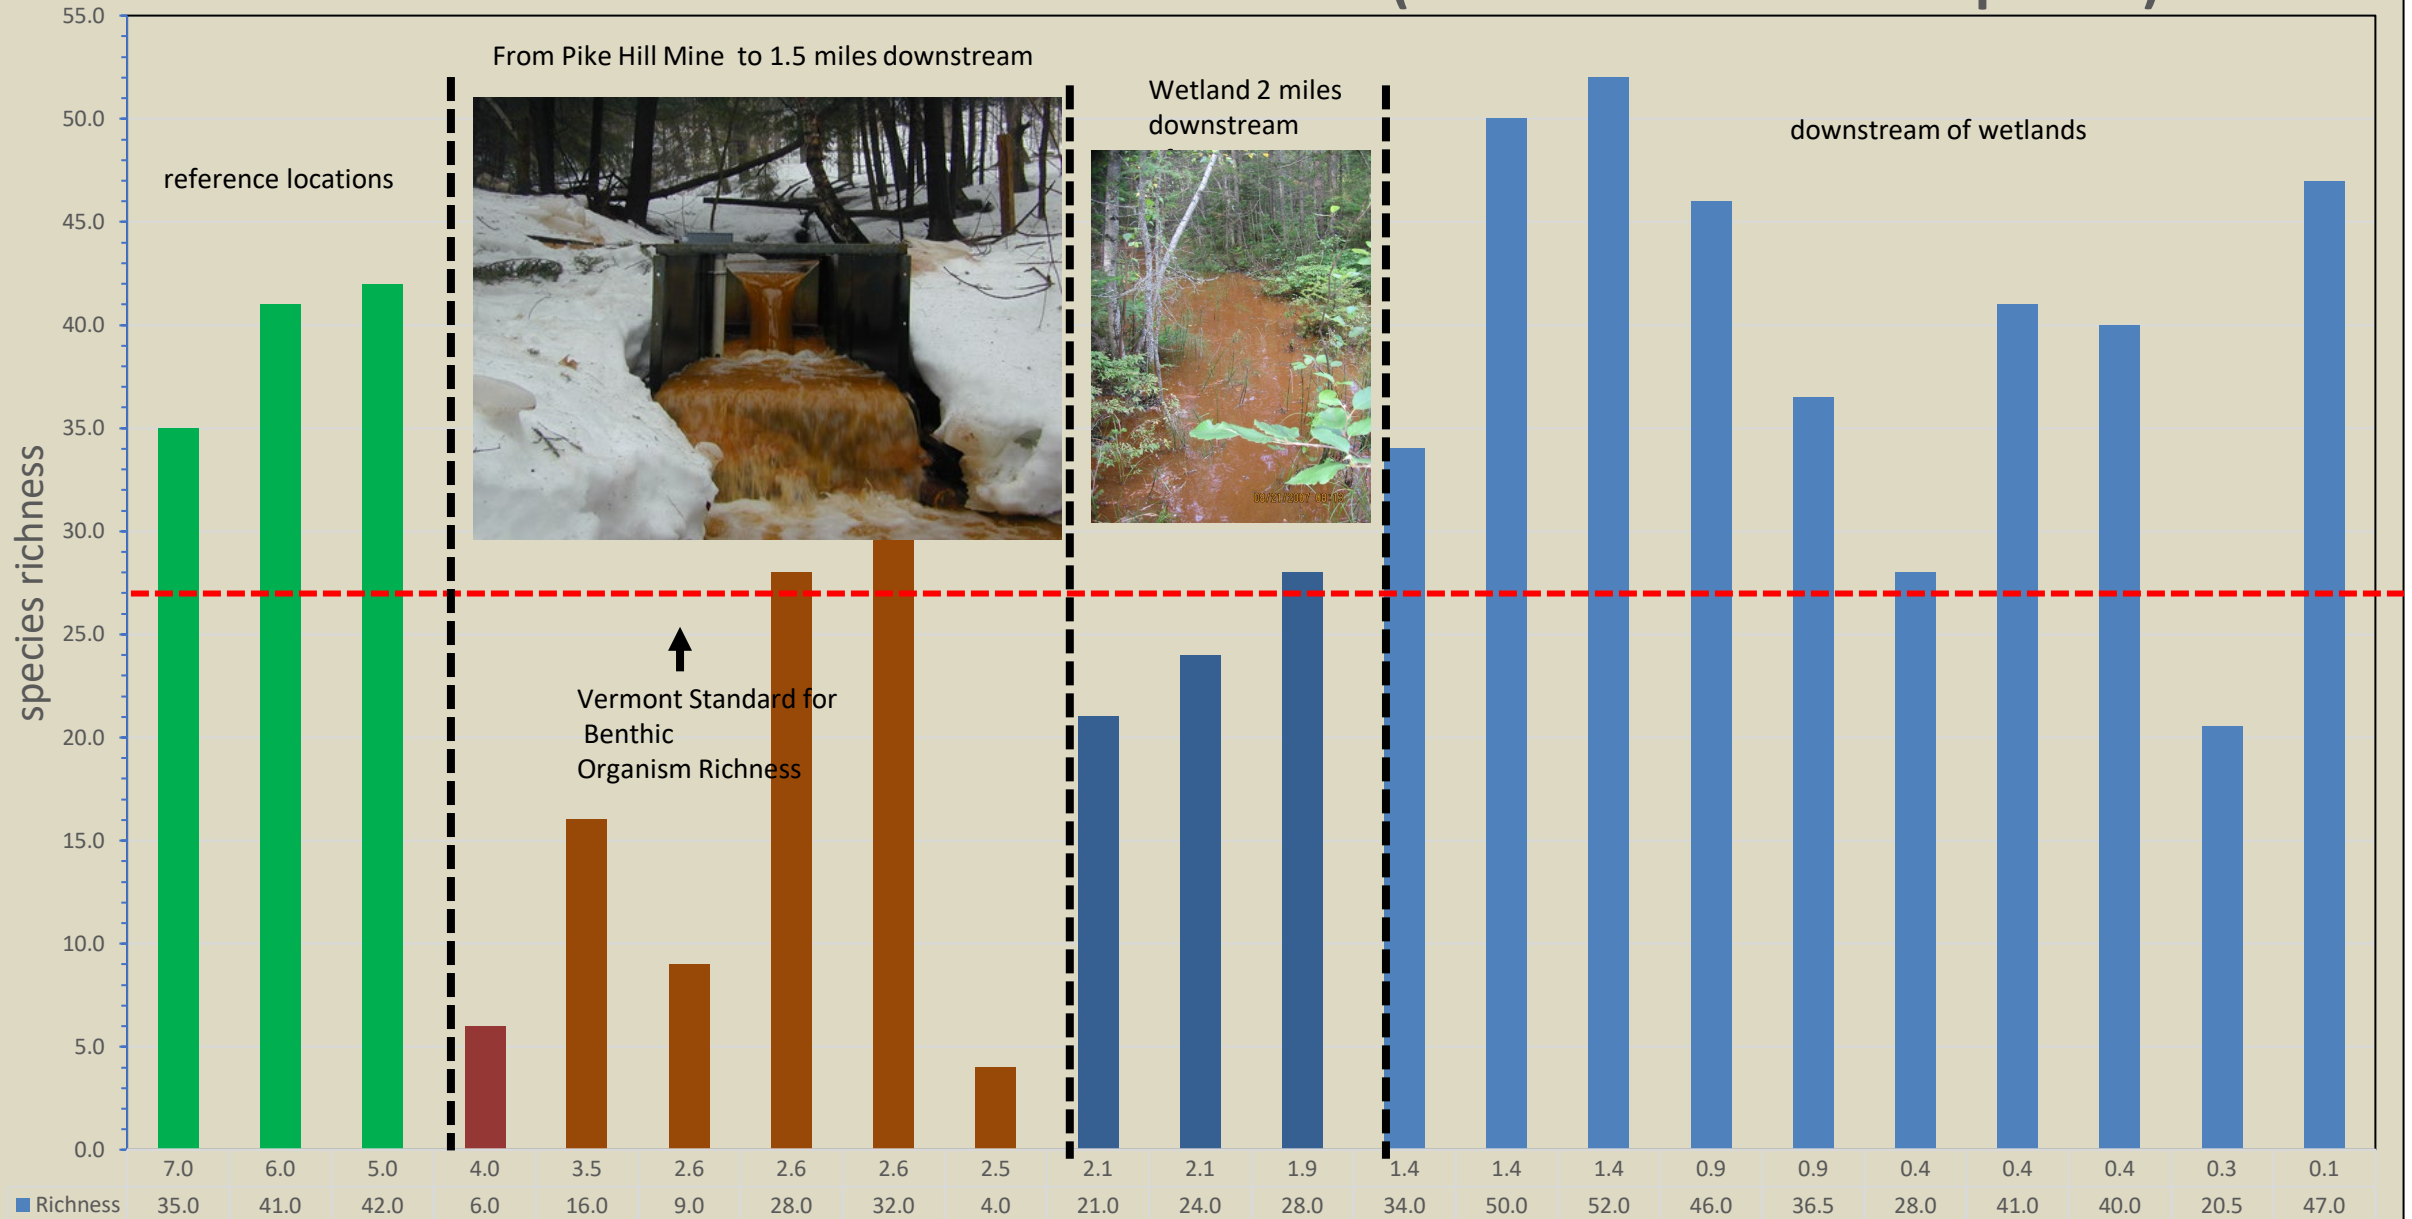 55.0
50.0
45.0
40.0
35.0
30.0
25.0
20.0
15.0
10.0
5.0
0.0
species richness
reference locations
From Pike Hill Mine to 1.5 miles downstream
Wetland 2 miles
downstream
downstream of wetlands
Vermont Standard for
Benthic
Organism Richness
7.0 6.0 5.0 4.0 3.5 2.6 2.6 2.6 2.5 2.1 2.1 1.9 1.4 1.4 1.4 0.9 0.9 0.4 0.4 0.4 0.3 0.1
Richness 35.0 41.0 42.0 6.0 16.0 9.0 28.0 32.0 4.0 21.0 24.0 28.0 34.0 50.0 52.0 46.0 36.5 28.0 41.0 40.0 20.5 47.0